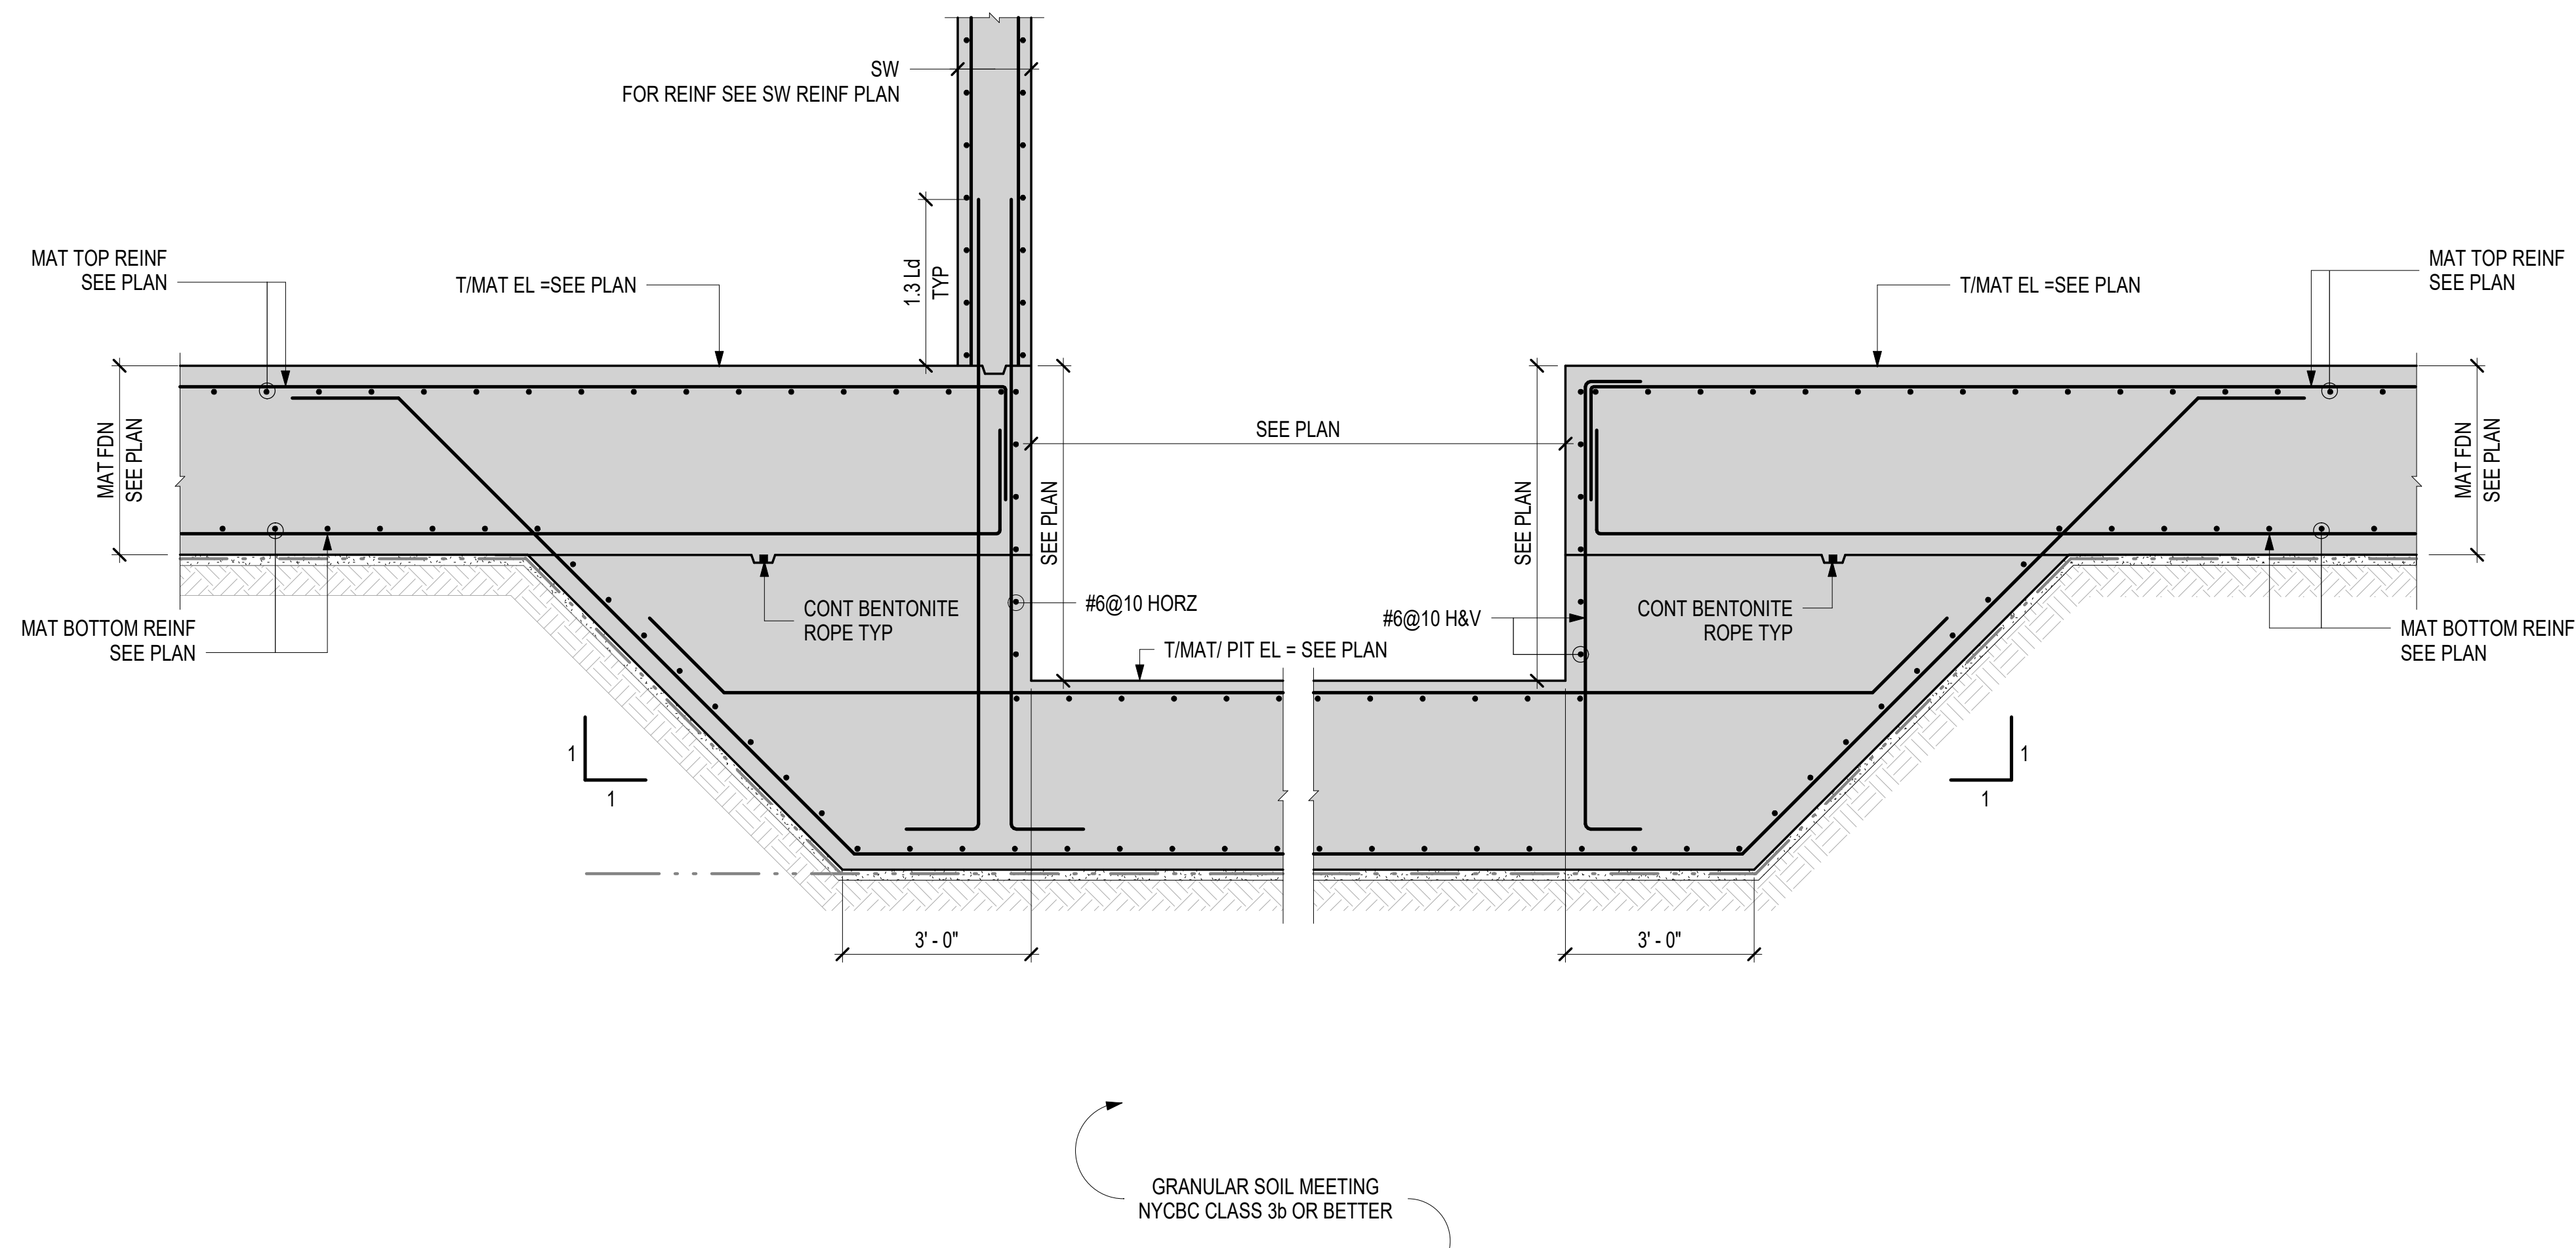 SW
FOR REINF SEE SW REINF PLAN
1.3 Ld
TYP
MAT TOP REINF
SEE PLAN
T/MAT EL =SEE PLAN
T/MAT EL =SEE PLAN
MAT TOP REINF
SEE PLAN
MAT FDN
SEE PLAN
SEE PLAN
SEE PLAN
SEE PLAN
MAT FDN
SEE PLAN
MAT BOTTOM REINF
SEE PLAN
CONT BENTONITE
ROPE TYP
#6@10 HORZ
#6@10 H&V
CONT BENTONITE
ROPE TYP
MAT BOTTOM REINF
SEE PLAN
T/MAT/ PIT EL = SEE PLAN
1
1
1
1
3' - 0"
3' - 0"
GRANULAR SOIL MEETING
NYCBC CLASS 3b OR BETTER